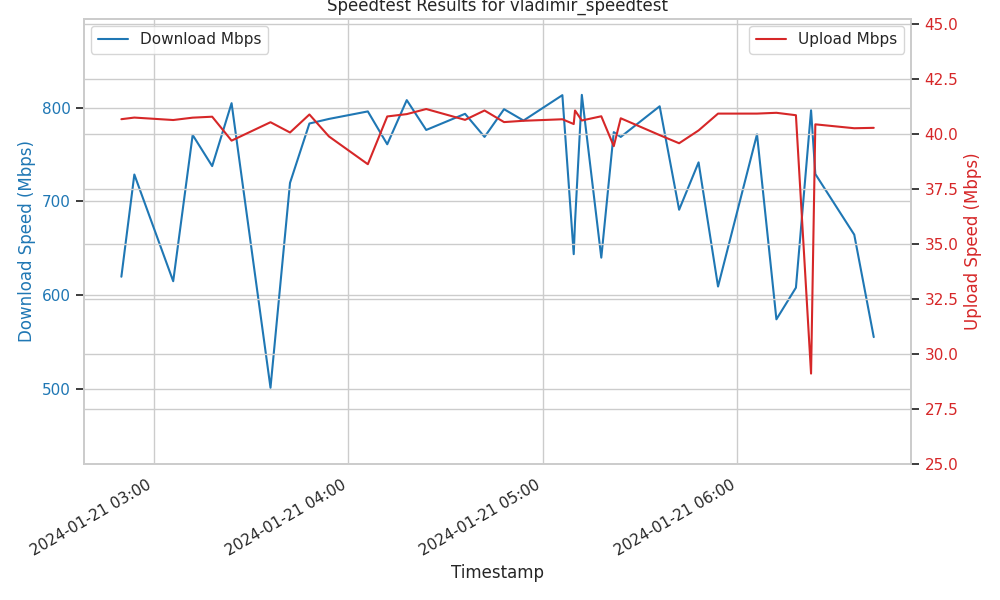 Speedtest Results for vladimir_speedtest
Download Mbps
Upload Mbps
Download Speed (Mbps)
800
700
600
500
Upload Speed (Mbps)
45.0
42.5
40.0
37.5
35.0
32.5
30.0
27.5
25.0
2024-01-21 03:00
2024-01-21 04:00
2024-01-21 05:00
2024-01-21 06:00
Timestamp